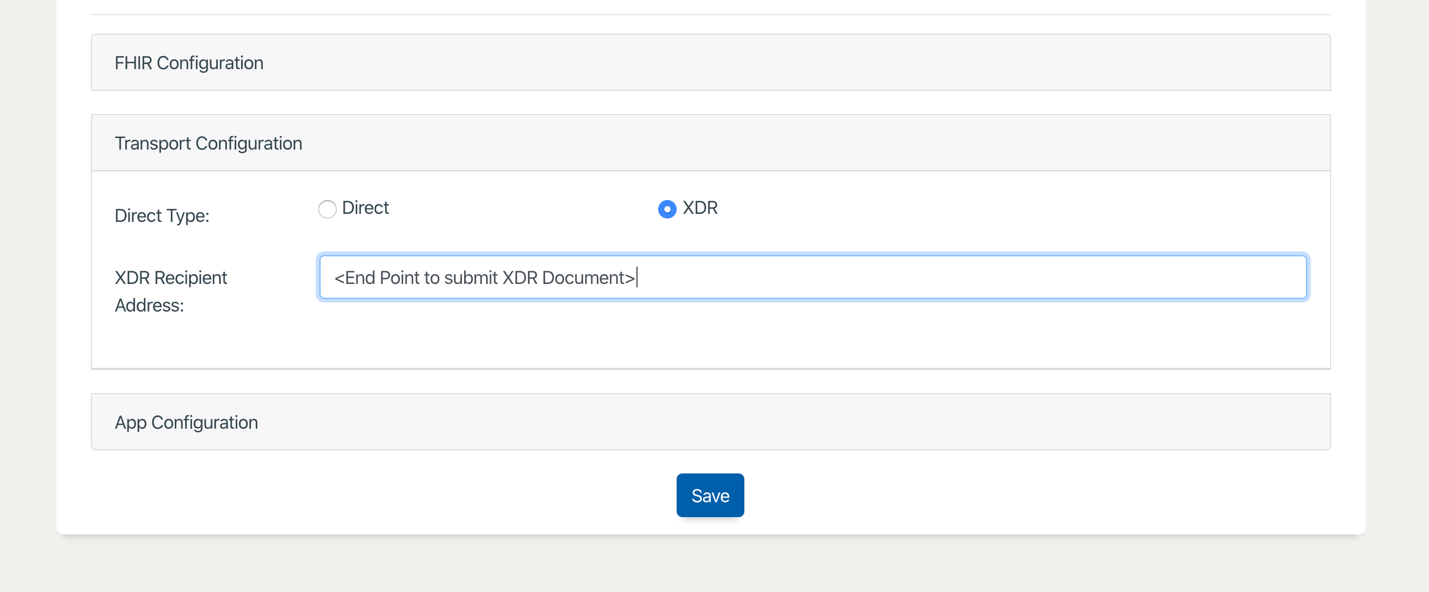 FHIR Configuration
Transport Configuration
Direct Type:
Direct
XDR
XDR Recipient
Address:
<End Point to submit XDR Document>
App Configuration
Save